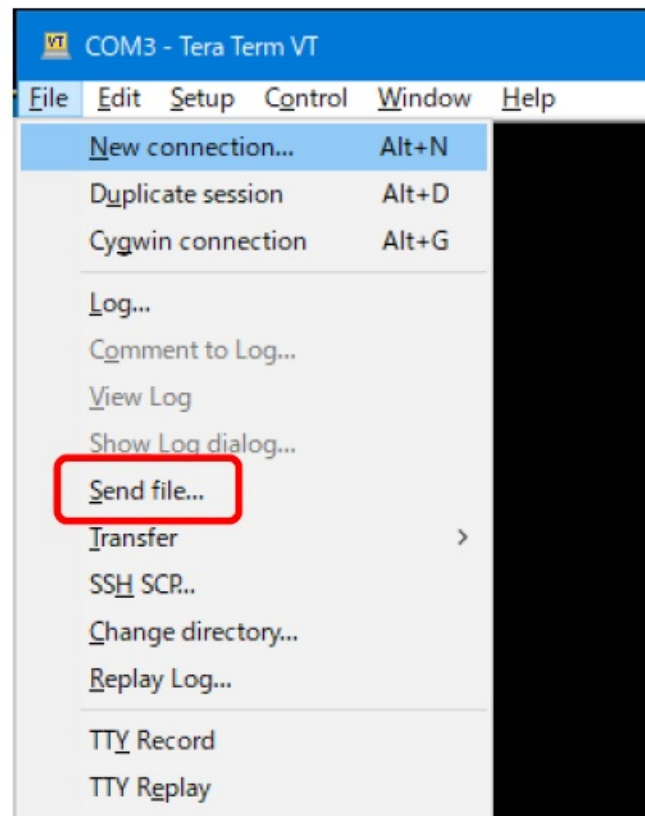 VT COM3 - Tera Term VT
File Edit Setup Control Window Help
New connection... Alt+N
Duplicate session Alt+D
Cygwin connection Alt+G
Log...
Comment to Log...
View Log
Show Log dialog...
Send file...
Transfer >
SSH SCP...
Change directory...
Replay Log...
TTY Record
TTY Replay